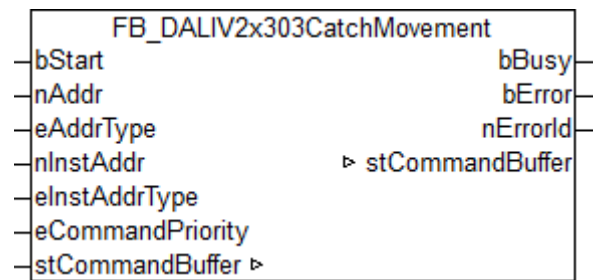 FB_DALIV2x303CatchMovement
bStart bBusy
nAddr bError
eAddrType nErrorId
nInstAddr ▹ stCommandBuffer
eInstAddrType
eCommandPriority
stCommandBuffer ▹